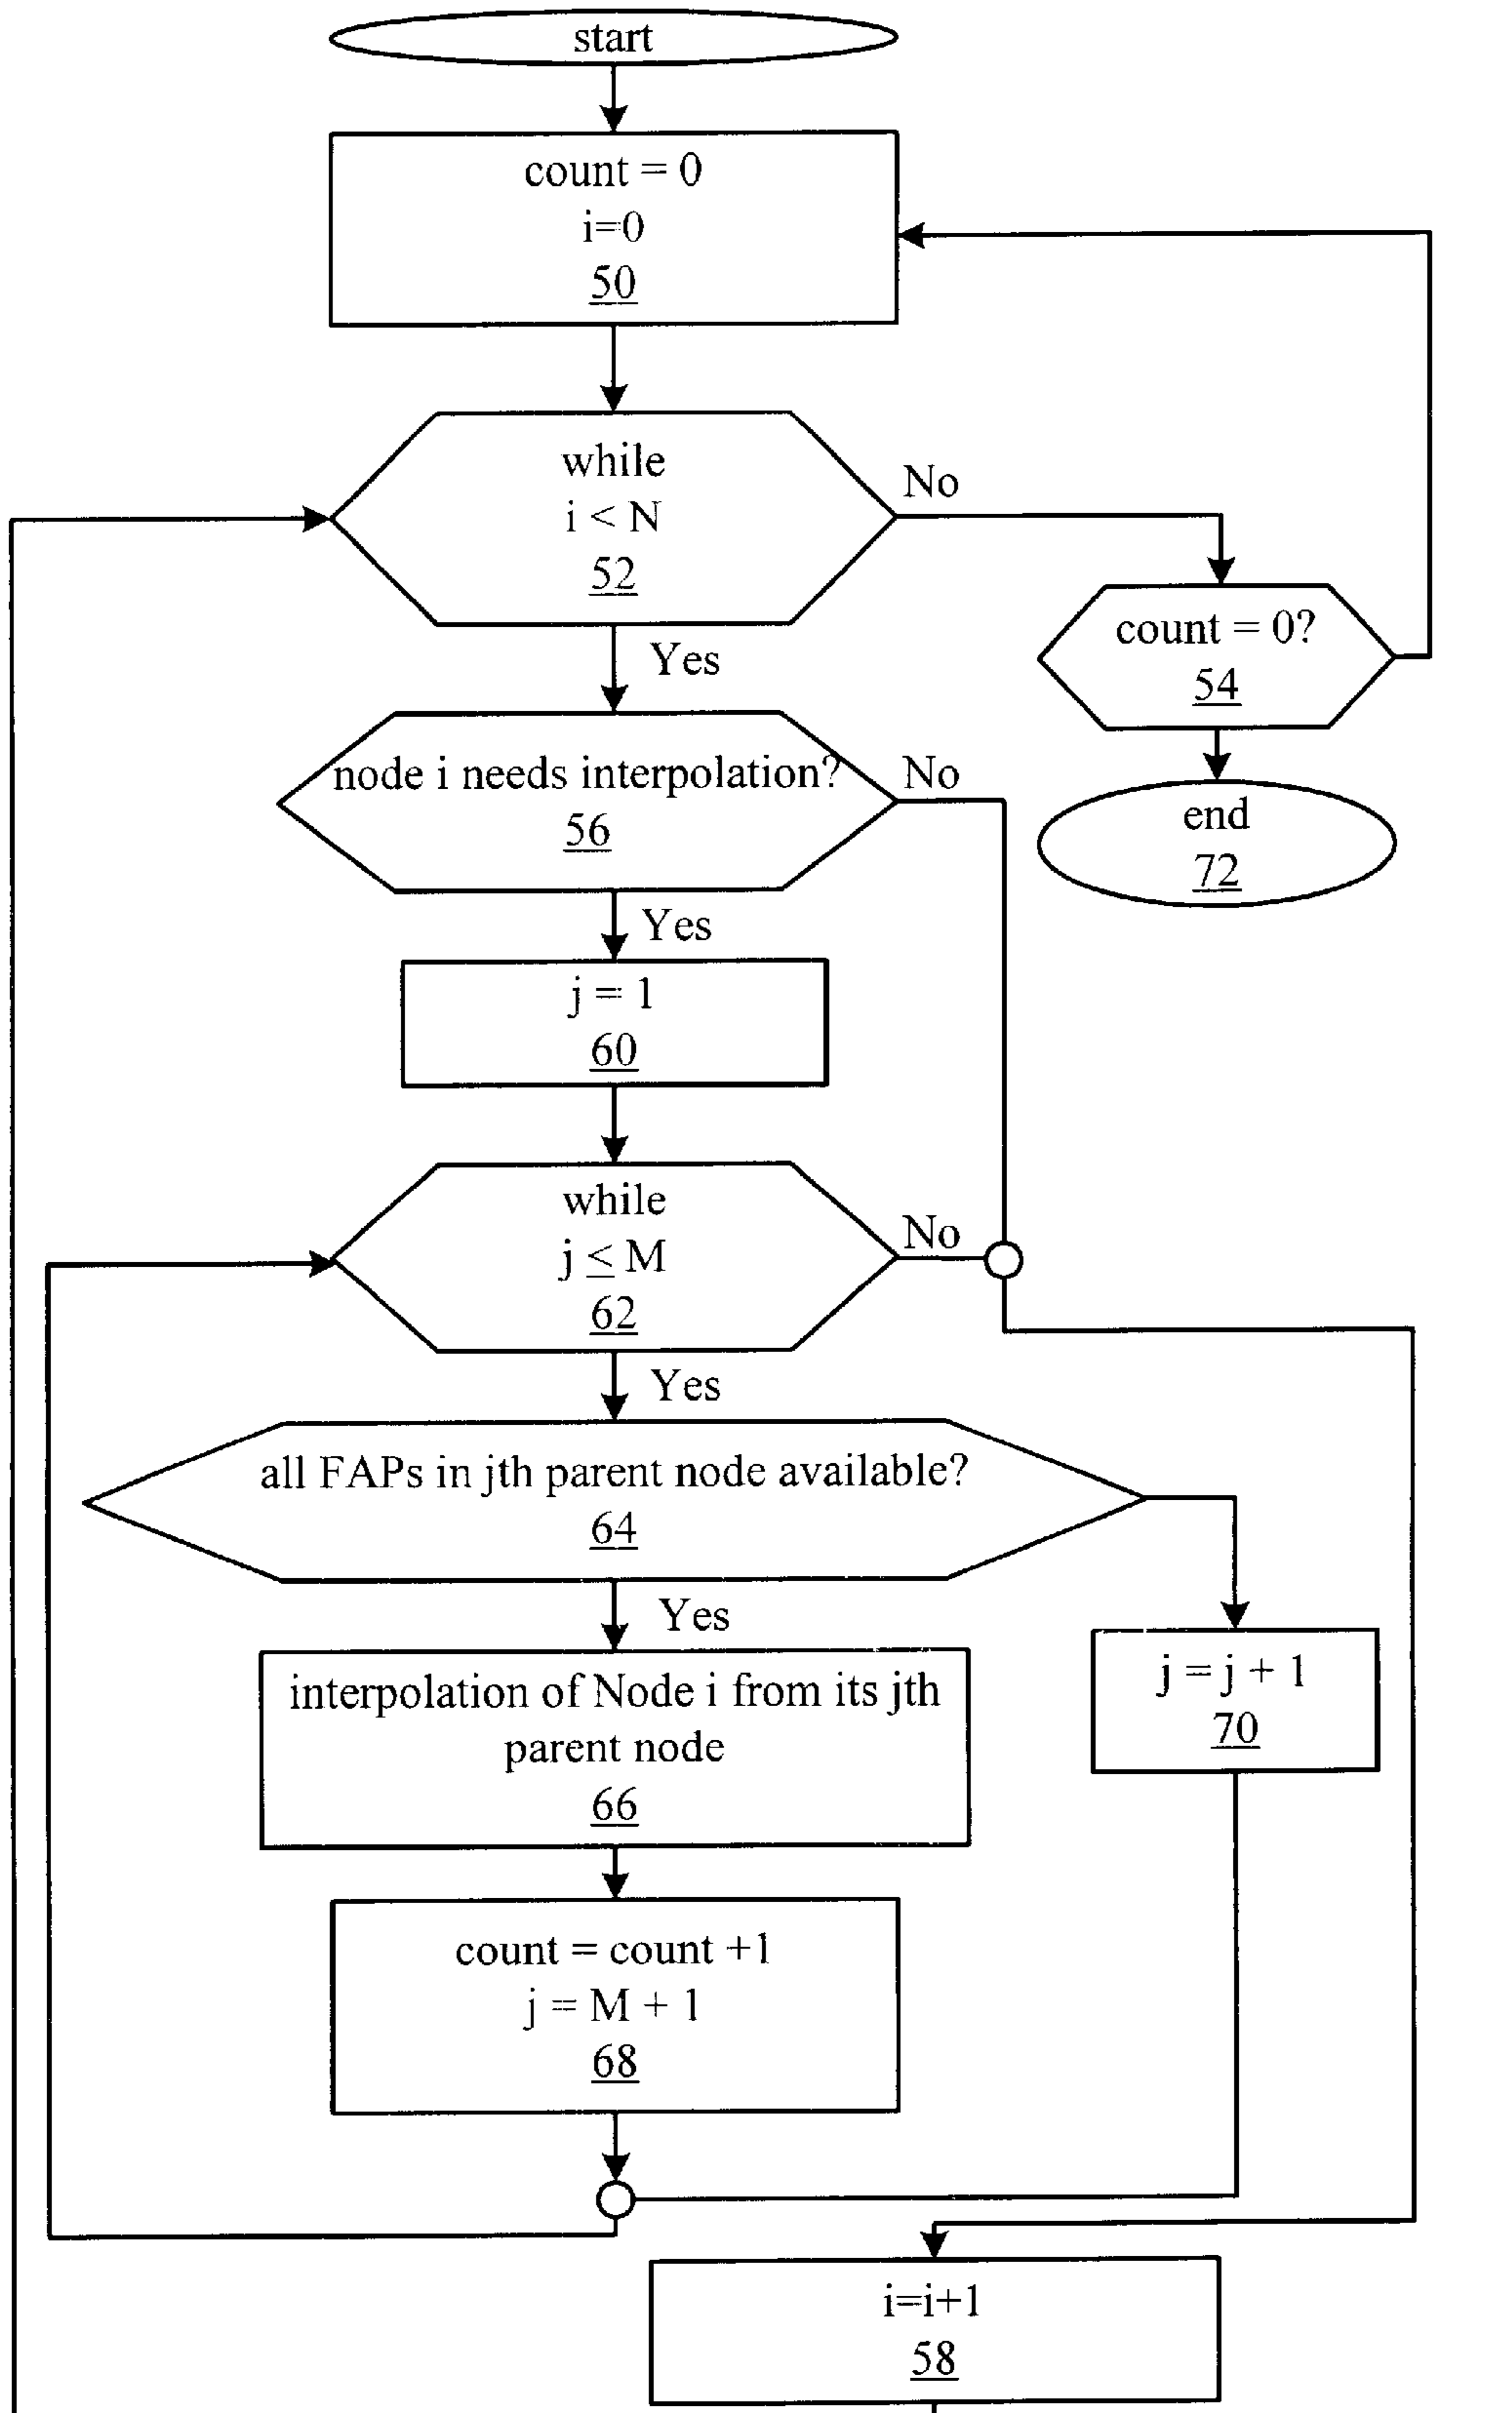 start
count = 0
i=0
50
while
i < N
52
No
count = 0?
54
Yes
end
72
node i needs interpolation?
56
No
Yes
j = 1
60
while
j ≤ M
62
No
Yes
all FAPs in jth parent node available?
64
Yes
interpolation of Node i from its jth
parent node
66
j = j + 1
70
count = count +1
j = M + 1
68
i=i+1
58